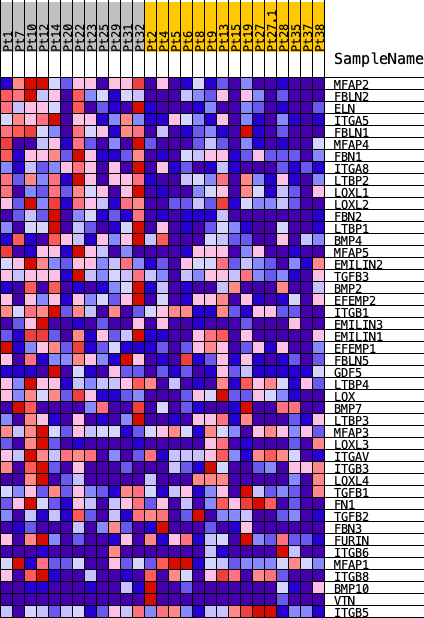 Pt1
Pt7
Pt10
Pt12
Pt14
Pt20
Pt22
Pt23
Pt25
Pt29
Pt31
Pt32
Pt2
Pt4
Pt5
Pt6
Pt8
Pt9
Pt13
Pt15
Pt19
Pt27
Pt27.1
Pt28
Pt35
Pt37
Pt38
SampleName
MFAP2
FBLN2
ELN
ITGA5
FBLN1
MFAP4
FBN1
ITGA8
LTBP2
LOXL1
LOXL2
FBN2
LTBP1
BMP4
MFAP5
EMILIN2
TGFB3
BMP2
EFEMP2
ITGB1
EMILIN3
EMILIN1
EFEMP1
FBLN5
GDF5
LTBP4
LOX
BMP7
LTBP3
MFAP3
LOXL3
ITGAV
ITGB3
LOXL4
TGFB1
FN1
TGFB2
FBN3
FURIN
ITGB6
MFAP1
ITGB8
BMP10
VTN
ITGB5